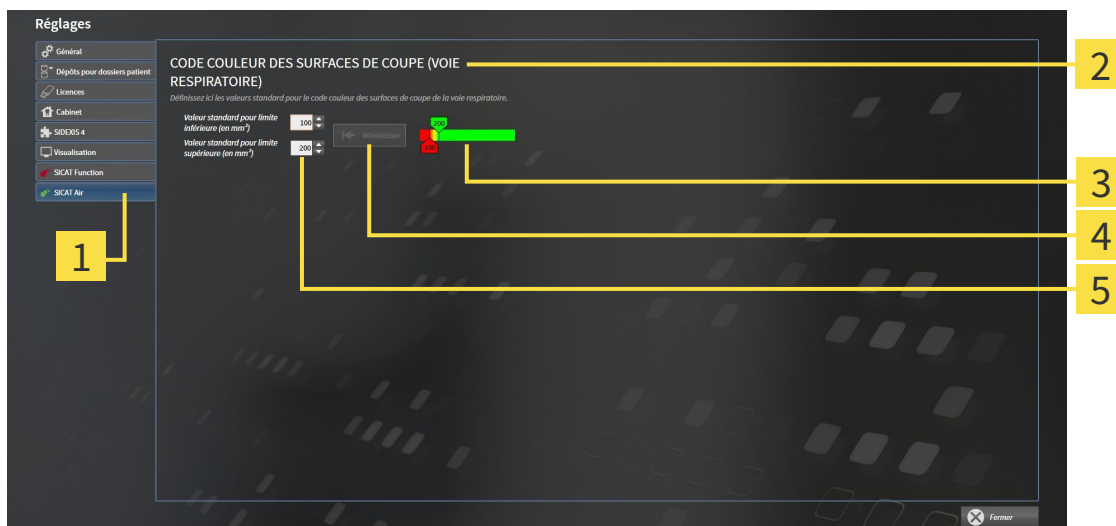 Réglages
Général
Dépôts pour dossiers patient
Licences
Cabinet
SIDEXIS 4
Visualisation
SICAT Function
SICAT Air
CODE COULEUR DES SURFACES DE COUPE (VOIE
RESPIRATOIRE)
Définissez ici les valeurs standard pour le code couleur des surfaces de coupe de la voie respiratoire.
Valeur standard pour limite
inférieure (en mm²)
100
Réinitialiser
200
100
Valeur standard pour limite
supérieure (en mm²)
200
Fermer
1
2
3
4
5